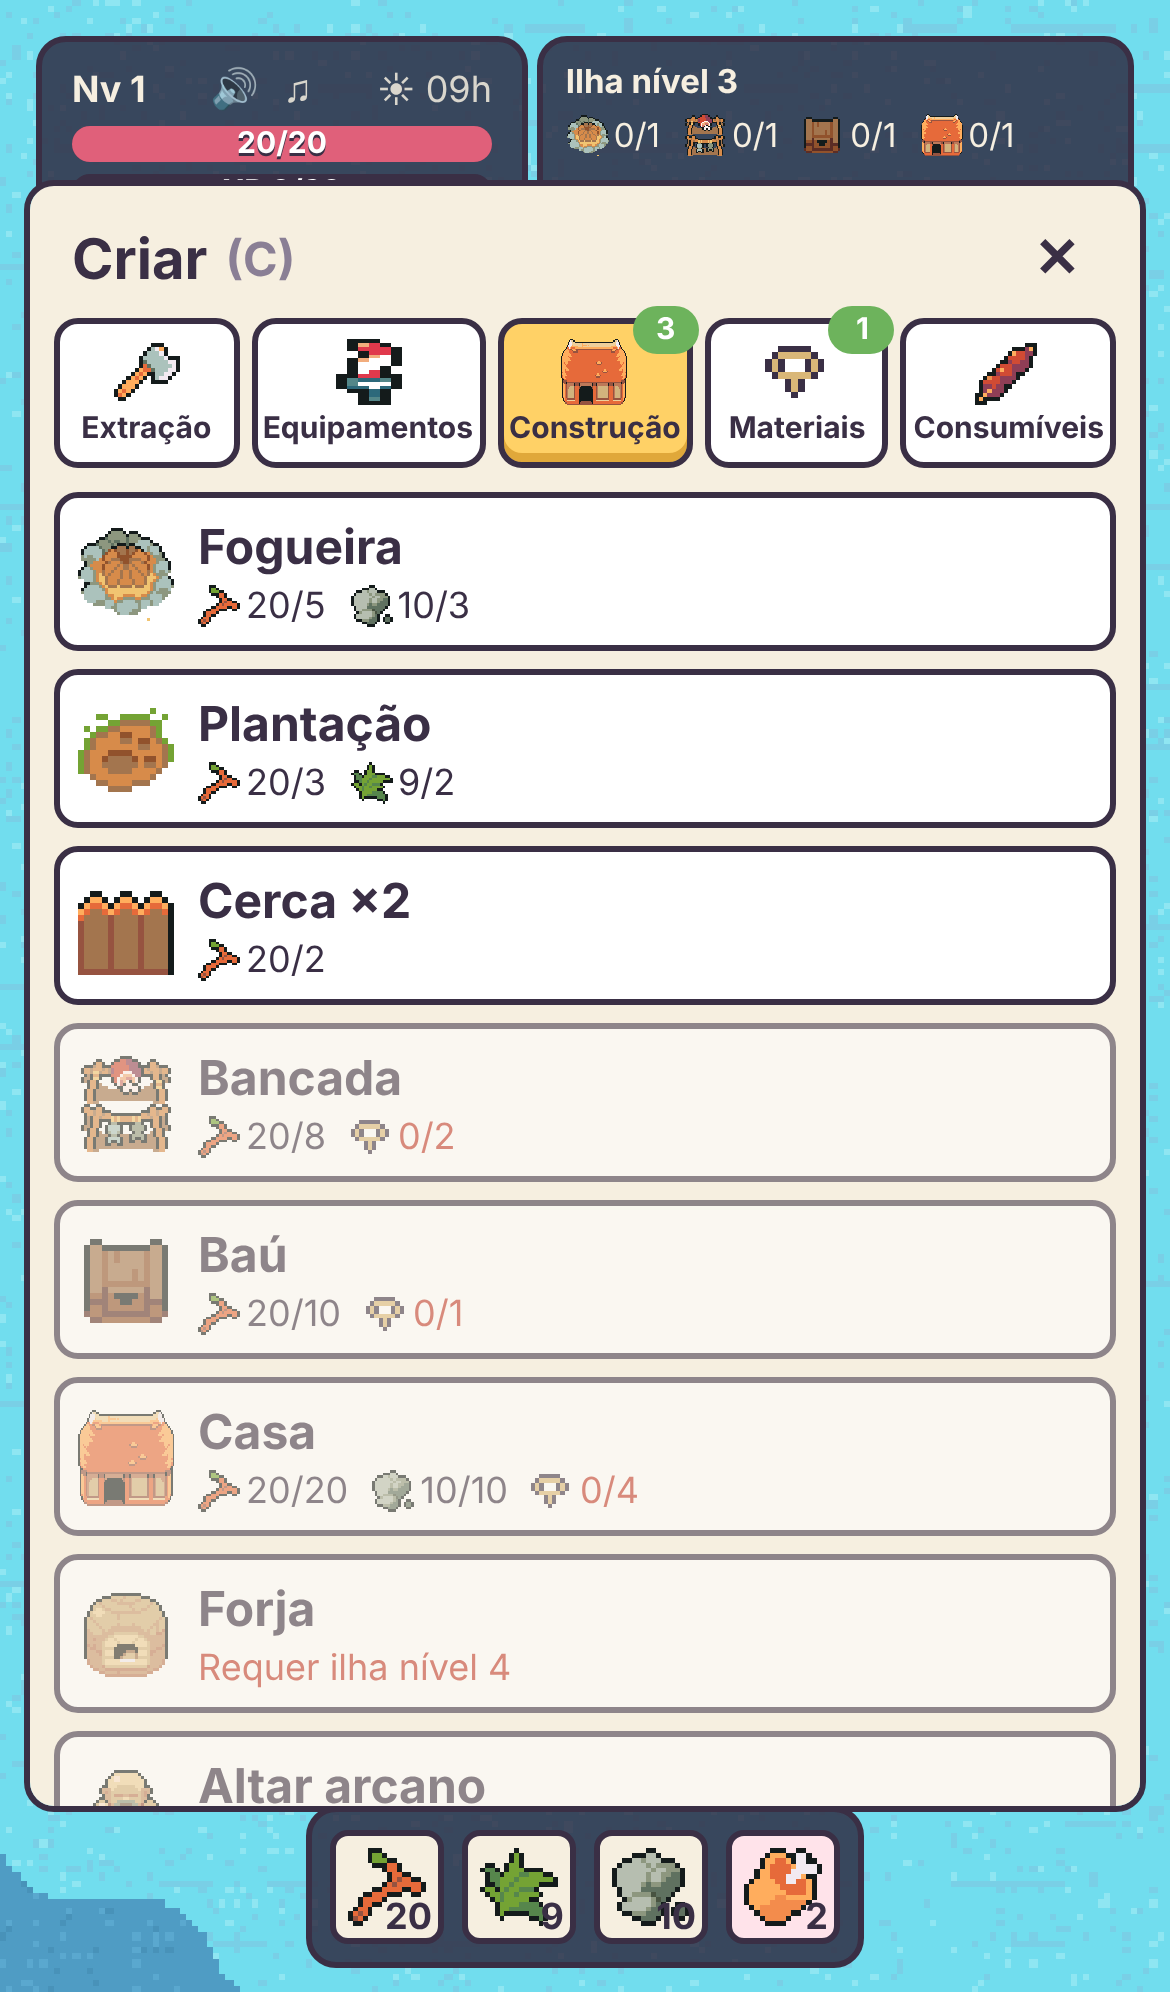 Nv 1 09h
20/20
Ilha nível 3
0/1 0/1 0/1 0/1
Criar (C)
3
1
Extração
Equipamentos
Construção
Materiais
Consumíveis
Fogueira
20/5 10/3
Plantação
20/3 9/2
Cerca ×2
20/2
Bancada
20/8 0/2
Baú
20/10 0/1
Casa
20/20 10/10 0/4
Forja
Requer ilha nível 4
Altar arcano
20 9 10 2